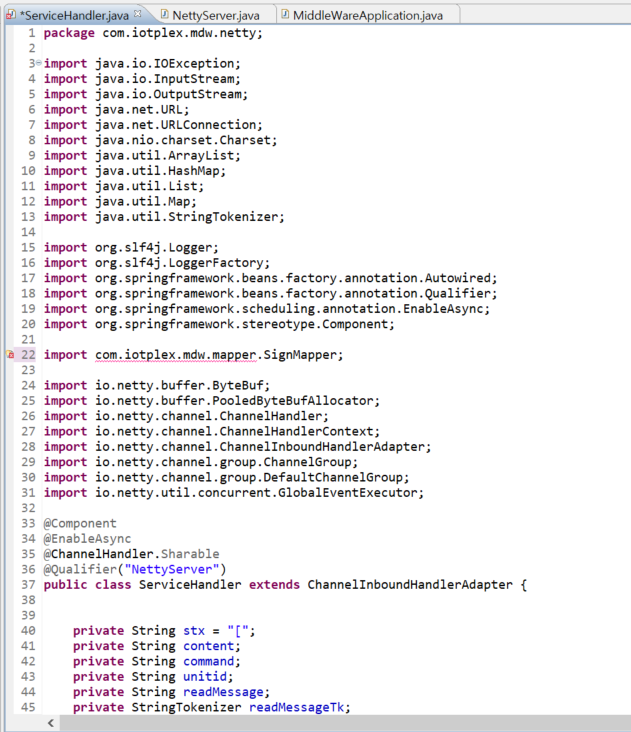 *ServiceHandler.java NettyServer.java MiddleWareApplication.java
1 package com.iotplex.mdw.netty;
2
3 import java.io.IOException;
4 import java.io.InputStream;
5 import java.io.OutputStream;
6 import java.net.URL;
7 import java.net.URLConnection;
8 import java.nio.charset.Charset;
9 import java.util.ArrayList;
10 import java.util.HashMap;
11 import java.util.List;
12 import java.util.Map;
13 import java.util.StringTokenizer;
14
15 import org.slf4j.Logger;
16 import org.slf4j.LoggerFactory;
17 import org.springframework.beans.factory.annotation.Autowired;
18 import org.springframework.beans.factory.annotation.Qualifier;
19 import org.springframework.scheduling.annotation.EnableAsync;
20 import org.springframework.stereotype.Component;
21
22 import com.iotplex.mdw.mapper.SignMapper;
23
24 import io.netty.buffer.ByteBuf;
25 import io.netty.buffer.PooledByteBufAllocator;
26 import io.netty.channel.ChannelHandler;
27 import io.netty.channel.ChannelHandlerContext;
28 import io.netty.channel.ChannelInboundHandlerAdapter;
29 import io.netty.channel.group.ChannelGroup;
30 import io.netty.channel.group.DefaultChannelGroup;
31 import io.netty.util.concurrent.GlobalEventExecutor;
32
33 @Component
34 @EnableAsync
35 @ChannelHandler.Sharable
36 @Qualifier("NettyServer")
37 public class ServiceHandler extends ChannelInboundHandlerAdapter {
38
39
40     private String stx = "[";
41     private String content;
42     private String command;
43     private String unitid;
44     private String readMessage;
45     private StringTokenizer readMessageTk;